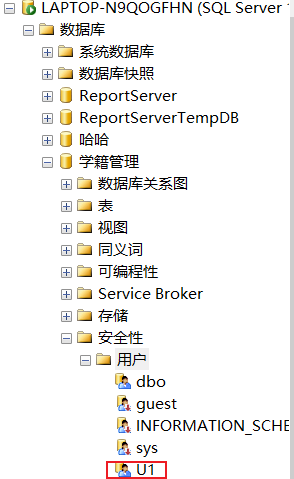 LAPTOP-N9QOGFHN (SQL Server 1
数据库
系统数据库
数据库快照
ReportServer
ReportServerTempDB
哈哈
学籍管理
数据库关系图
表
视图
同义词
可编程性
Service Broker
存储
安全性
用户
dbo
guest
INFORMATION_SCHE
sys
U1